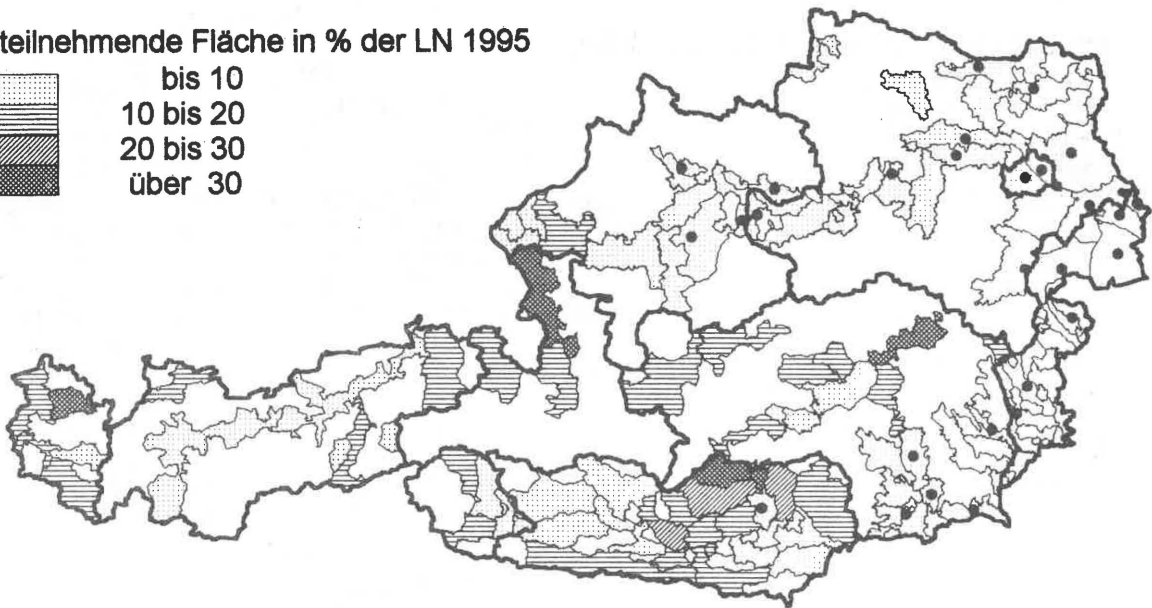 teilnehmende Fläche in % der LN 1995
bis 10
10 bis 20
20 bis 30
über 30